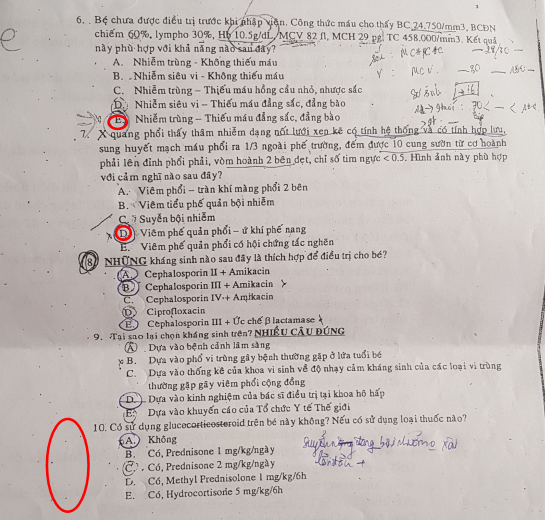 6. Bé chưa được điều trị trước khi nhập viện. Công thức máu cho thấy BC 24.750/mm3, BCĐN
chiếm 60%, lympho 30%, Hb 10.5g/dL, MCV 82 fl, MCH 29 pg, TC 458.000/mm3. Kết quả
này phù hợp với khả năng nào sau đây?
A. Nhiễm trùng - Không thiếu máu
B. Nhiễm siêu vi - Không thiếu máu
C. Nhiễm trùng – Thiếu máu hồng cầu nhỏ, nhược sắc
D. Nhiễm siêu vi – Thiếu máu đẳng sắc, đẳng bào
E. Nhiễm trùng – Thiếu máu đẳng sắc, đẳng bào
7. X quang phổi thấy thâm nhiễm dạng nốt lưới xen kẽ có tính hệ thống và có tính hợp lưu,
sung huyết mạch máu phổi ra 1/3 ngoài phế trường, đếm được 10 cung sườn từ cơ hoành
phải lên đỉnh phổi phải, vòm hoành 2 bên dẹt, chỉ số tim ngực < 0.5. Hình ảnh này phù hợp
với cảm nghĩ nào sau đây?
A. Viêm phổi – tràn khí màng phổi 2 bên
B. Viêm tiểu phế quản bội nhiễm
C. Suyễn bội nhiễm
D. Viêm phế quản phổi – ứ khí phế nang
E. Viêm phế quản phổi có hội chứng tắc nghẽn
8. NHỮNG kháng sinh nào sau đây là thích hợp để điều trị cho bé?
A. Cephalosporin II + Amikacin
B. Cephalosporin III + Amikacin
C. Cephalosporin IV + Amikacin
D. Ciprofloxacin
E. Cephalosporin III + Ức chế β lactamase
9. Tại sao lại chọn kháng sinh trên? NHIỀU CÂU ĐÚNG
A. Dựa vào bệnh cảnh lâm sàng
B. Dựa vào phổ vi trùng gây bệnh thường gặp ở lứa tuổi bé
C. Dựa vào thống kê của khoa vi sinh về độ nhạy cảm kháng sinh của các loại vi trùng
thường gặp gây viêm phổi cộng đồng
D. Dựa vào kinh nghiệm của bác sĩ điều trị tại khoa hô hấp
E. Dựa vào khuyến cáo của Tổ chức Y tế Thế giới
10. Có sử dụng glucocorticosteroid trên bé này không? Nếu có sử dụng loại thuốc nào?
A. Không
B. Có, Prednisone 1 mg/kg/ngày
C. Có, Prednisone 2 mg/kg/ngày
D. Có, Methyl Prednisolone 1 mg/kg/6h
E. Có, Hydrocortisone 5 mg/kg/6h